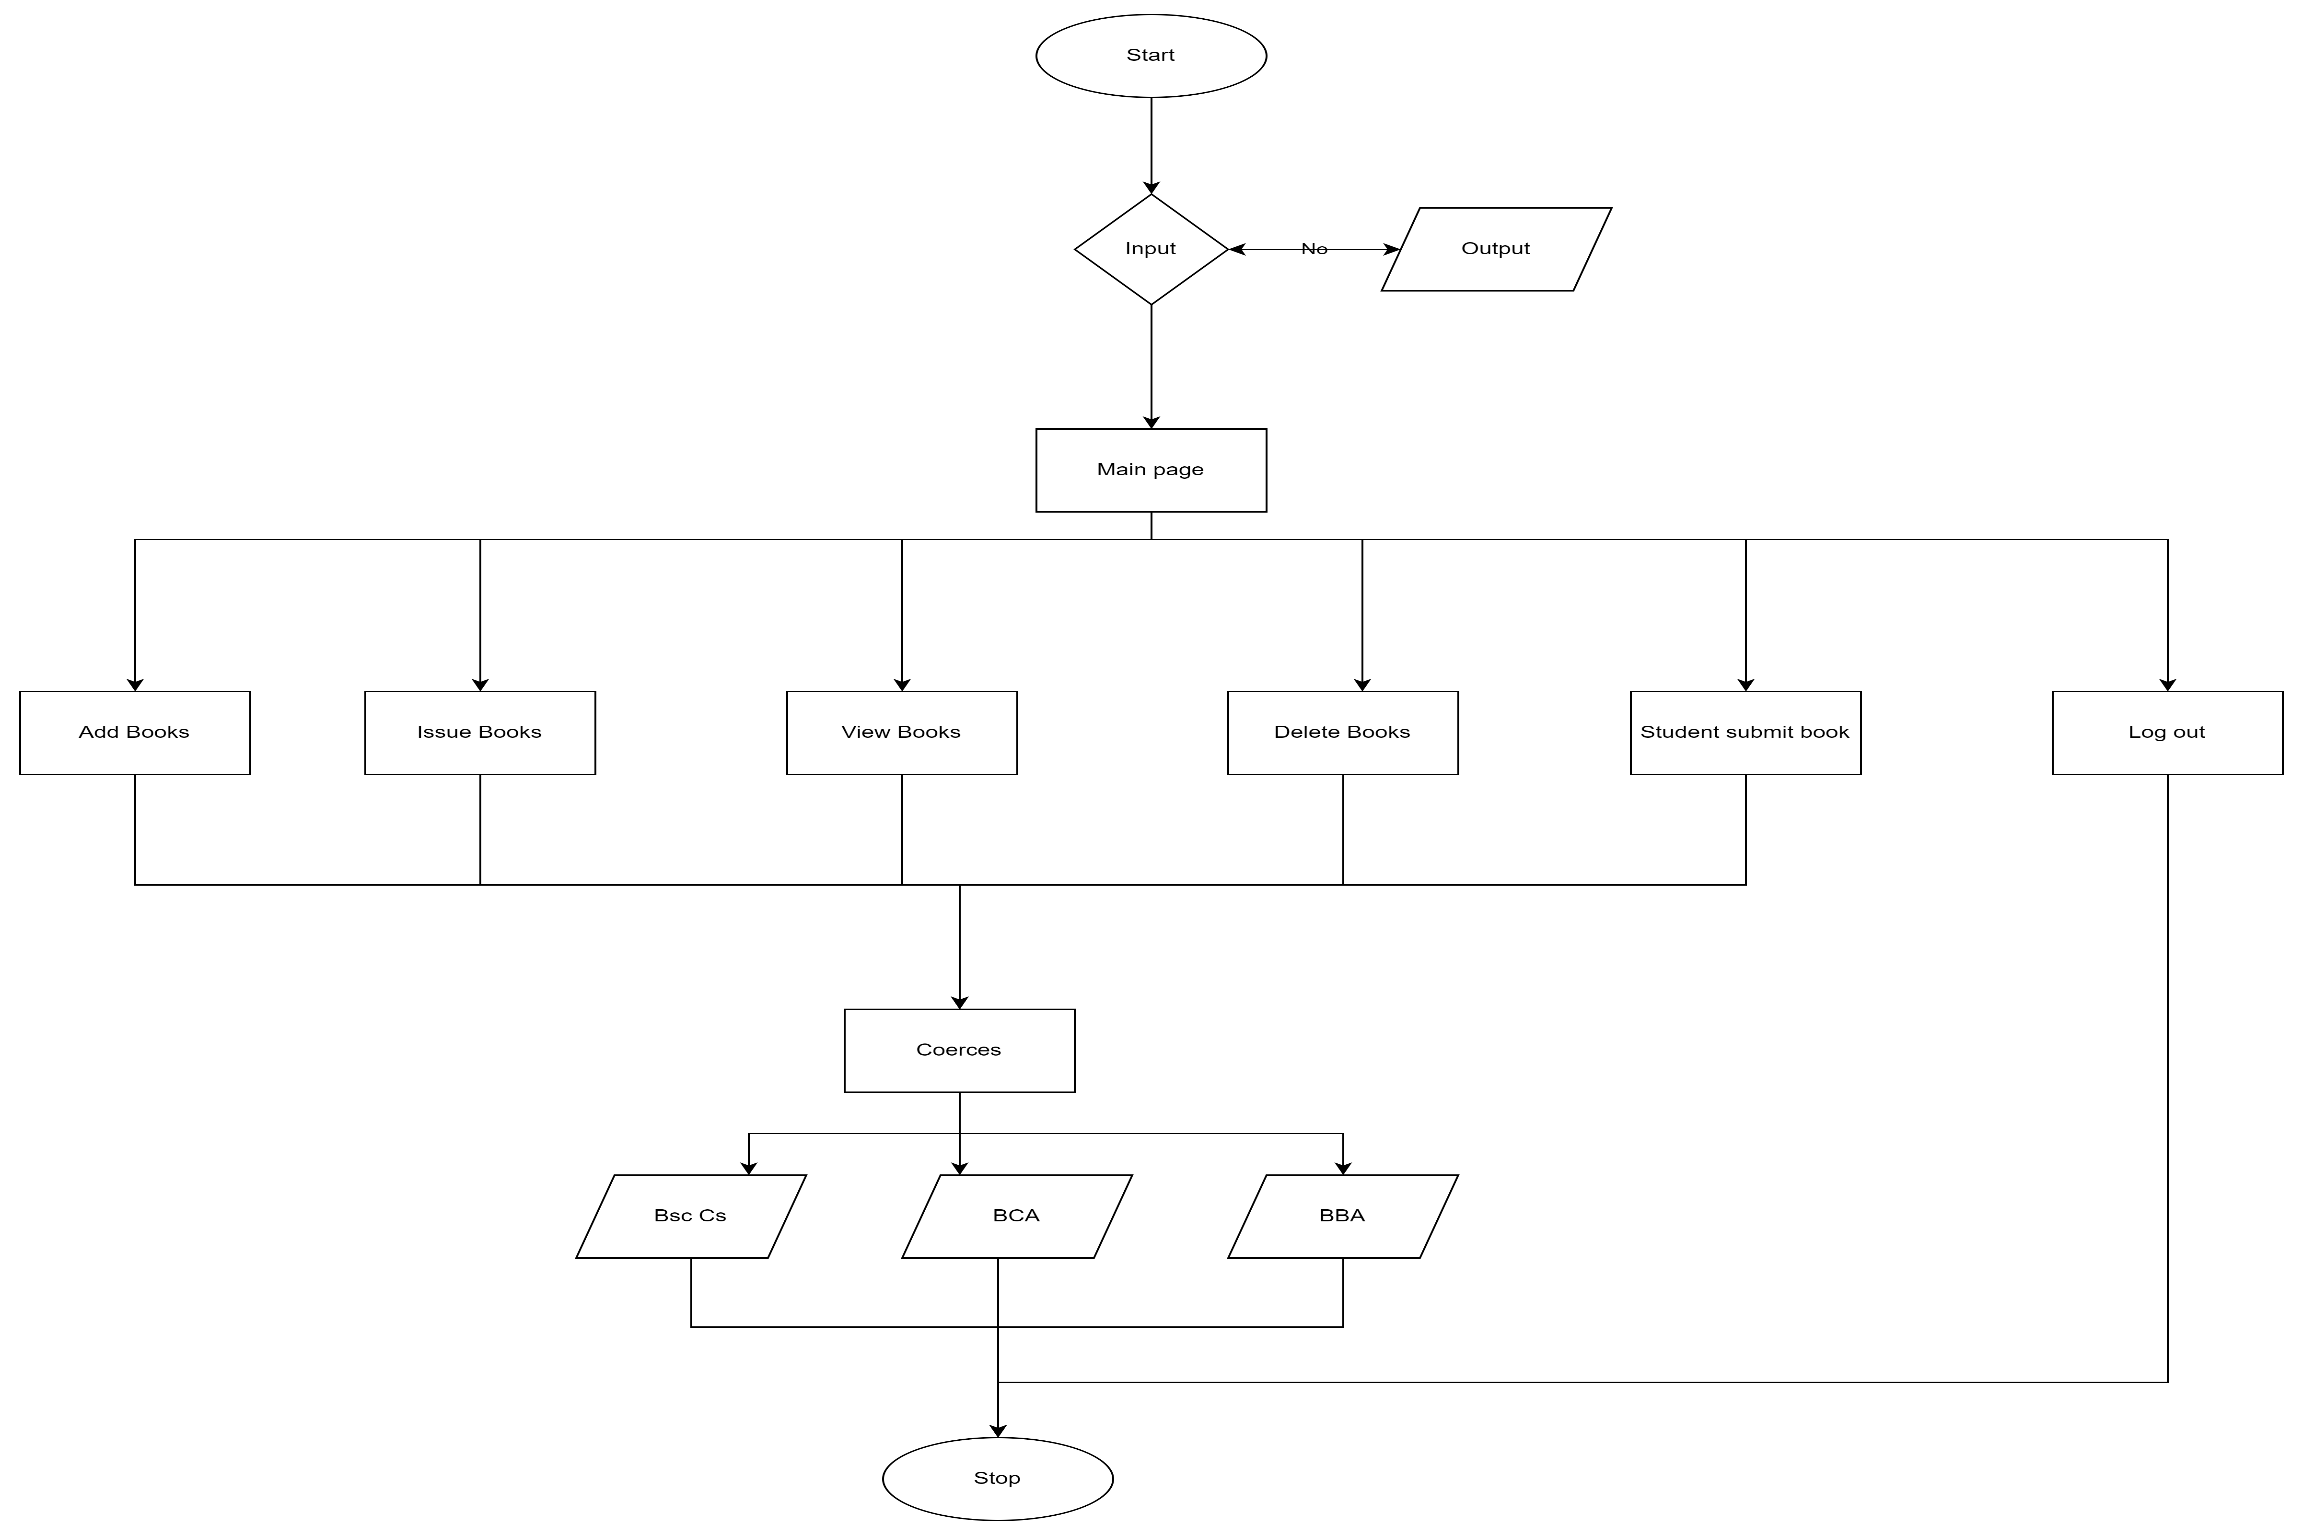 Start
Input
No
Output
Main page
Add Books
Issue Books
View Books
Delete Books
Student submit book
Log out
Coerces
Bsc Cs
BCA
BBA
Stop